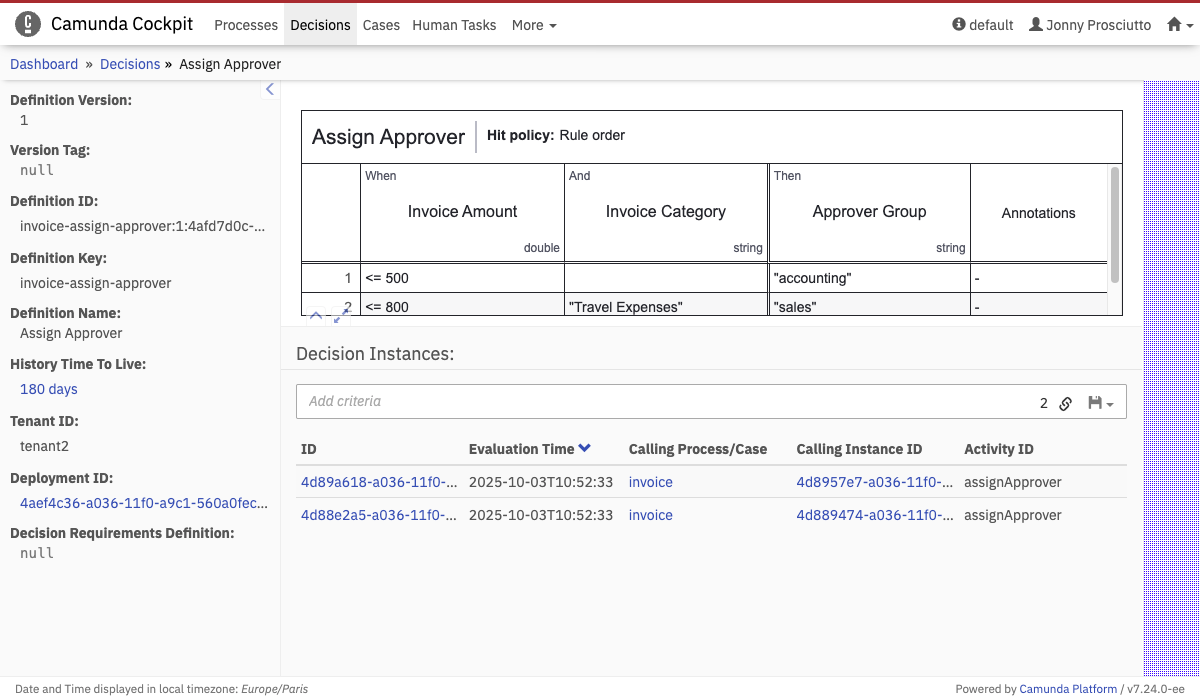 Camunda Cockpit Processes Decisions Cases Human Tasks More default Jonny Prosciutto
Dashboard » Decisions » Assign Approver
Definition Version:
1
Version Tag:
null
Definition ID:
invoice-assign-approver:1:4afd7d0c-...
Definition Key:
invoice-assign-approver
Definition Name:
Assign Approver
History Time To Live:
180 days
Tenant ID:
tenant2
Deployment ID:
4aef4c36-a036-11f0-a9c1-560a0fec...
Decision Requirements Definition:
null
Assign Approver Hit policy: Rule order
When And Then
Invoice Amount Invoice Category Approver Group Annotations
double string string
1 <= 500 "accounting" -
2 <= 800 "Travel Expenses" "sales" -
Decision Instances:
Add criteria 2
ID Evaluation Time Calling Process/Case Calling Instance ID Activity ID
4d89a618-a036-11f0-... 2025-10-03T10:52:33 invoice 4d8957e7-a036-11f0-... assignApprover
4d88e2a5-a036-11f0-... 2025-10-03T10:52:33 invoice 4d889474-a036-11f0-... assignApprover
Date and Time displayed in local timezone: Europe/Paris
Powered by Camunda Platform / v7.24.0-ee